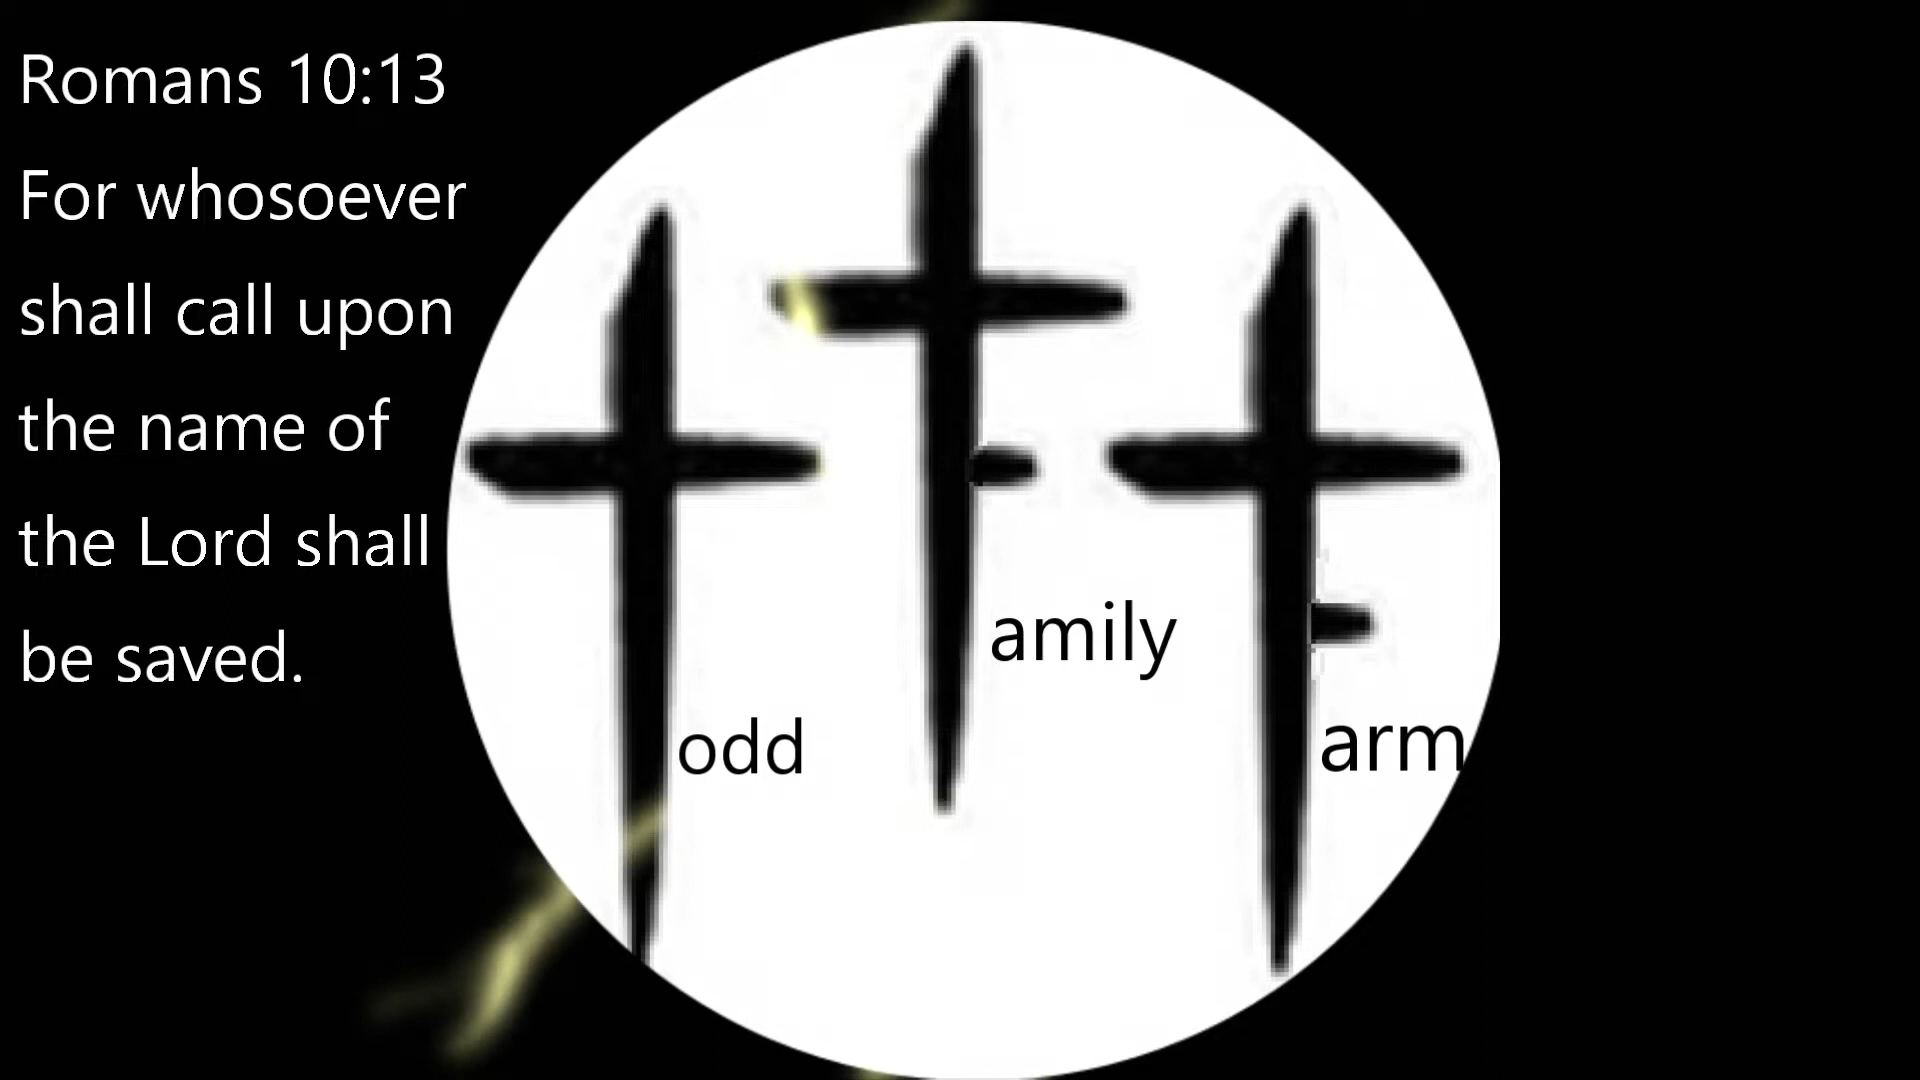 Romans 10:13
For whosoever
shall call upon
the name of
the Lord shall
be saved.
amily
odd
arm